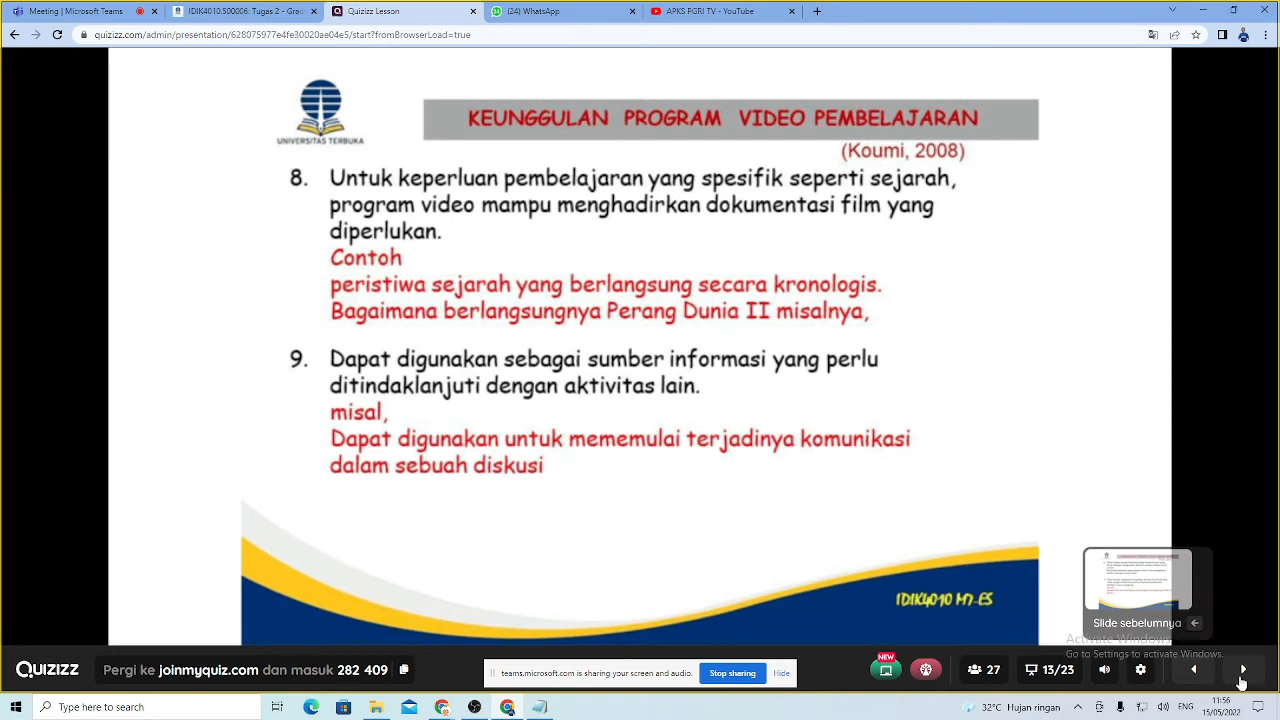 Meeting | Microsoft Teams
IDIK4010.500006: Tugas 2 - Gradi
Quizizz Lesson
(24) WhatsApp
APKS PGRI TV - YouTube
quizizz.com/admin/presentation/628075977e4fe30020ae04e5/start?fromBrowserLoad=true
UNIVERSITAS TERBUKA
KEUNGGULAN PROGRAM VIDEO PEMBELAJARAN
(Koumi, 2008)
8. Untuk keperluan pembelajaran yang spesifik seperti sejarah,
program video mampu menghadirkan dokumentasi film yang
diperlukan.
Contoh
peristiwa sejarah yang berlangsung secara kronologis.
Bagaimana berlangsungnya Perang Dunia II misalnya,
9. Dapat digunakan sebagai sumber informasi yang perlu
ditindaklanjuti dengan aktivitas lain.
misal,
Dapat digunakan untuk mememulai terjadinya komunikasi
dalam sebuah diskusi
IDIK4010 M7-ES
Slide sebelumnya
Activate Windows
Go to Settings to activate Windows.
Quizizz
Pergi ke joinmyquiz.com dan masuk 282 409
teams.microsoft.com is sharing your screen and audio.
Stop sharing
Hide
NEW
27
13/23
Type here to search
32°C Hujan ringan
ENG
11:56
15/05/2022